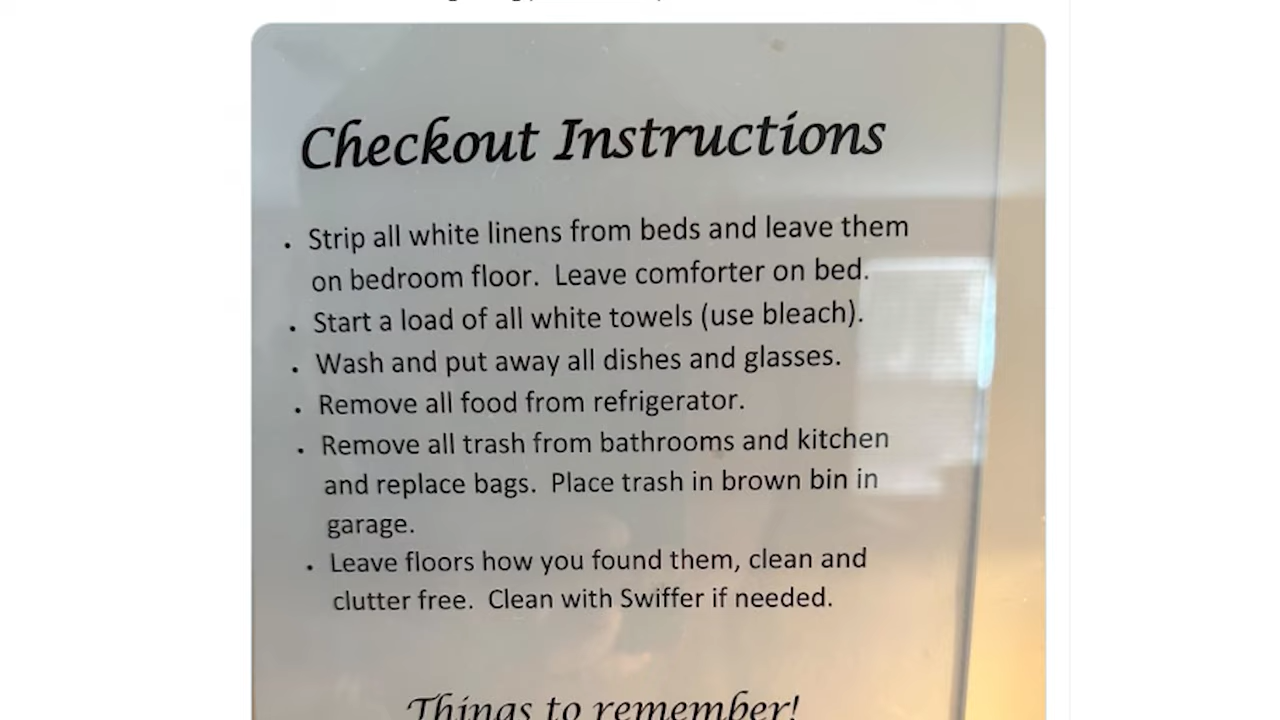 Checkout Instructions
• Strip all white linens from beds and leave them
on bedroom floor.  Leave comforter on bed.
• Start a load of all white towels (use bleach).
• Wash and put away all dishes and glasses.
• Remove all food from refrigerator.
• Remove all trash from bathrooms and kitchen
and replace bags.  Place trash in brown bin in
garage.
• Leave floors how you found them, clean and
clutter free.  Clean with Swiffer if needed.
Things to remember!